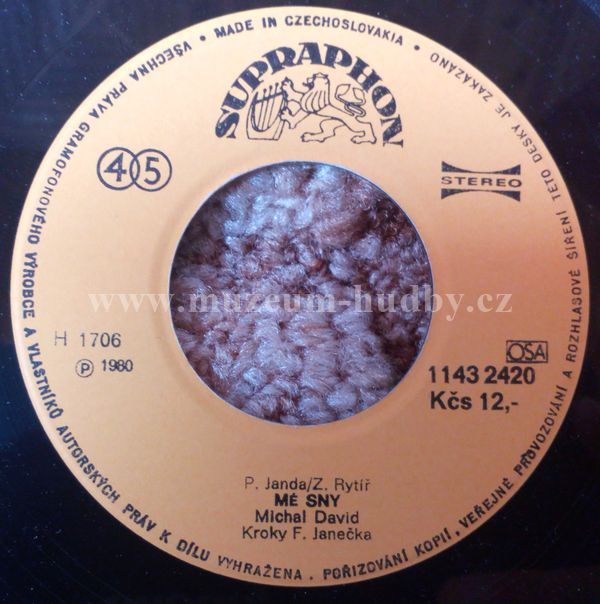 VŠECHNA PRÁVA GRAMOFONOVÉHO VÝROBCE A VLASTNÍKŮ AUTORSKÝCH PRÁV K DÍLU VYHRAŽENA . POŘIZOVÁNÍ KOPIÍ, VEŘEJNÉ PROVOZOVÁNÍ A ROZHLASOVÉ ŠÍŘENÍ TÉTO DESKY JE ZAKÁZÁNO
• MADE IN CZECHOSLOVAKIA •
SUPRAPHON
45
STEREO
www.muzeum-hudby.cz
H 1706
Ⓟ 1980
OSA
1143 2420
Kčs 12,-
P. Janda/Z. Rytíř
MÉ SNY
Michal David
Kroky F. Janečka